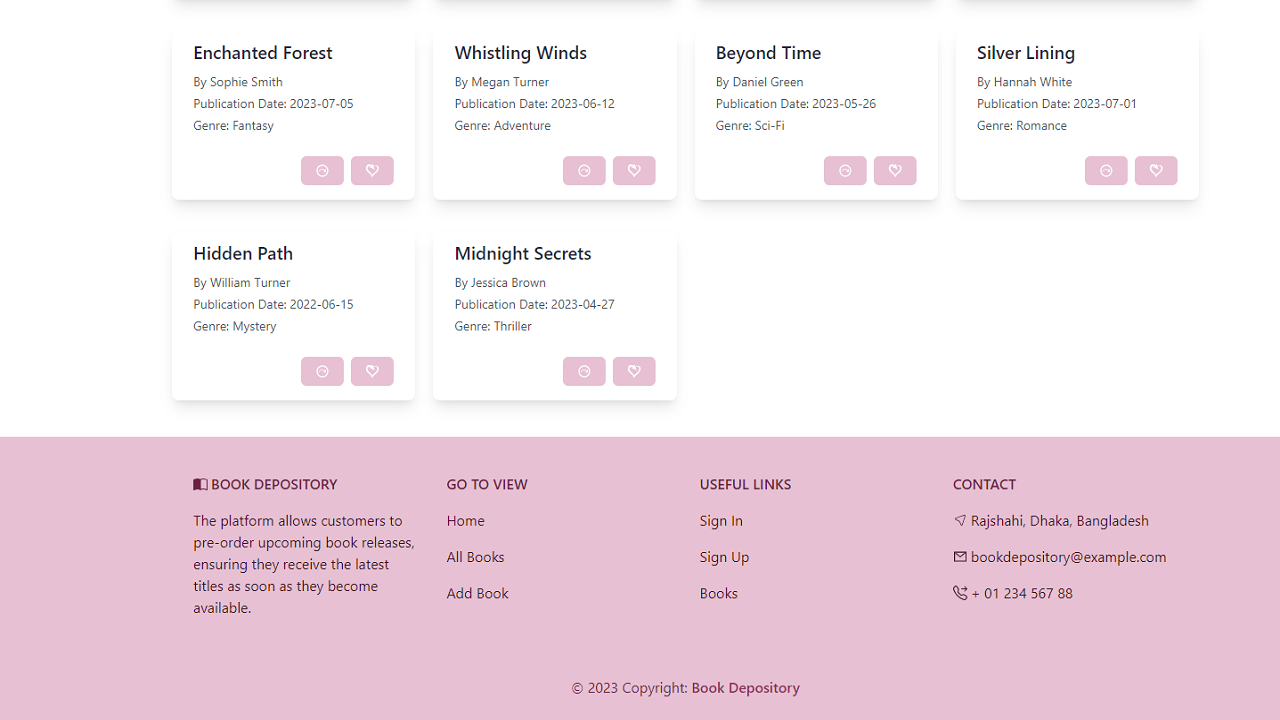 Enchanted Forest
By Sophie Smith
Publication Date: 2023-07-05
Genre: Fantasy
Whistling Winds
By Megan Turner
Publication Date: 2023-06-12
Genre: Adventure
Beyond Time
By Daniel Green
Publication Date: 2023-05-26
Genre: Sci-Fi
Silver Lining
By Hannah White
Publication Date: 2023-07-01
Genre: Romance
Hidden Path
By William Turner
Publication Date: 2022-06-15
Genre: Mystery
Midnight Secrets
By Jessica Brown
Publication Date: 2023-04-27
Genre: Thriller
BOOK DEPOSITORY
The platform allows customers to
pre-order upcoming book releases,
ensuring they receive the latest
titles as soon as they become
available.
GO TO VIEW
Home
All Books
Add Book
USEFUL LINKS
Sign In
Sign Up
Books
CONTACT
Rajshahi, Dhaka, Bangladesh
bookdepository@example.com
+ 01 234 567 88
© 2023 Copyright: Book Depository